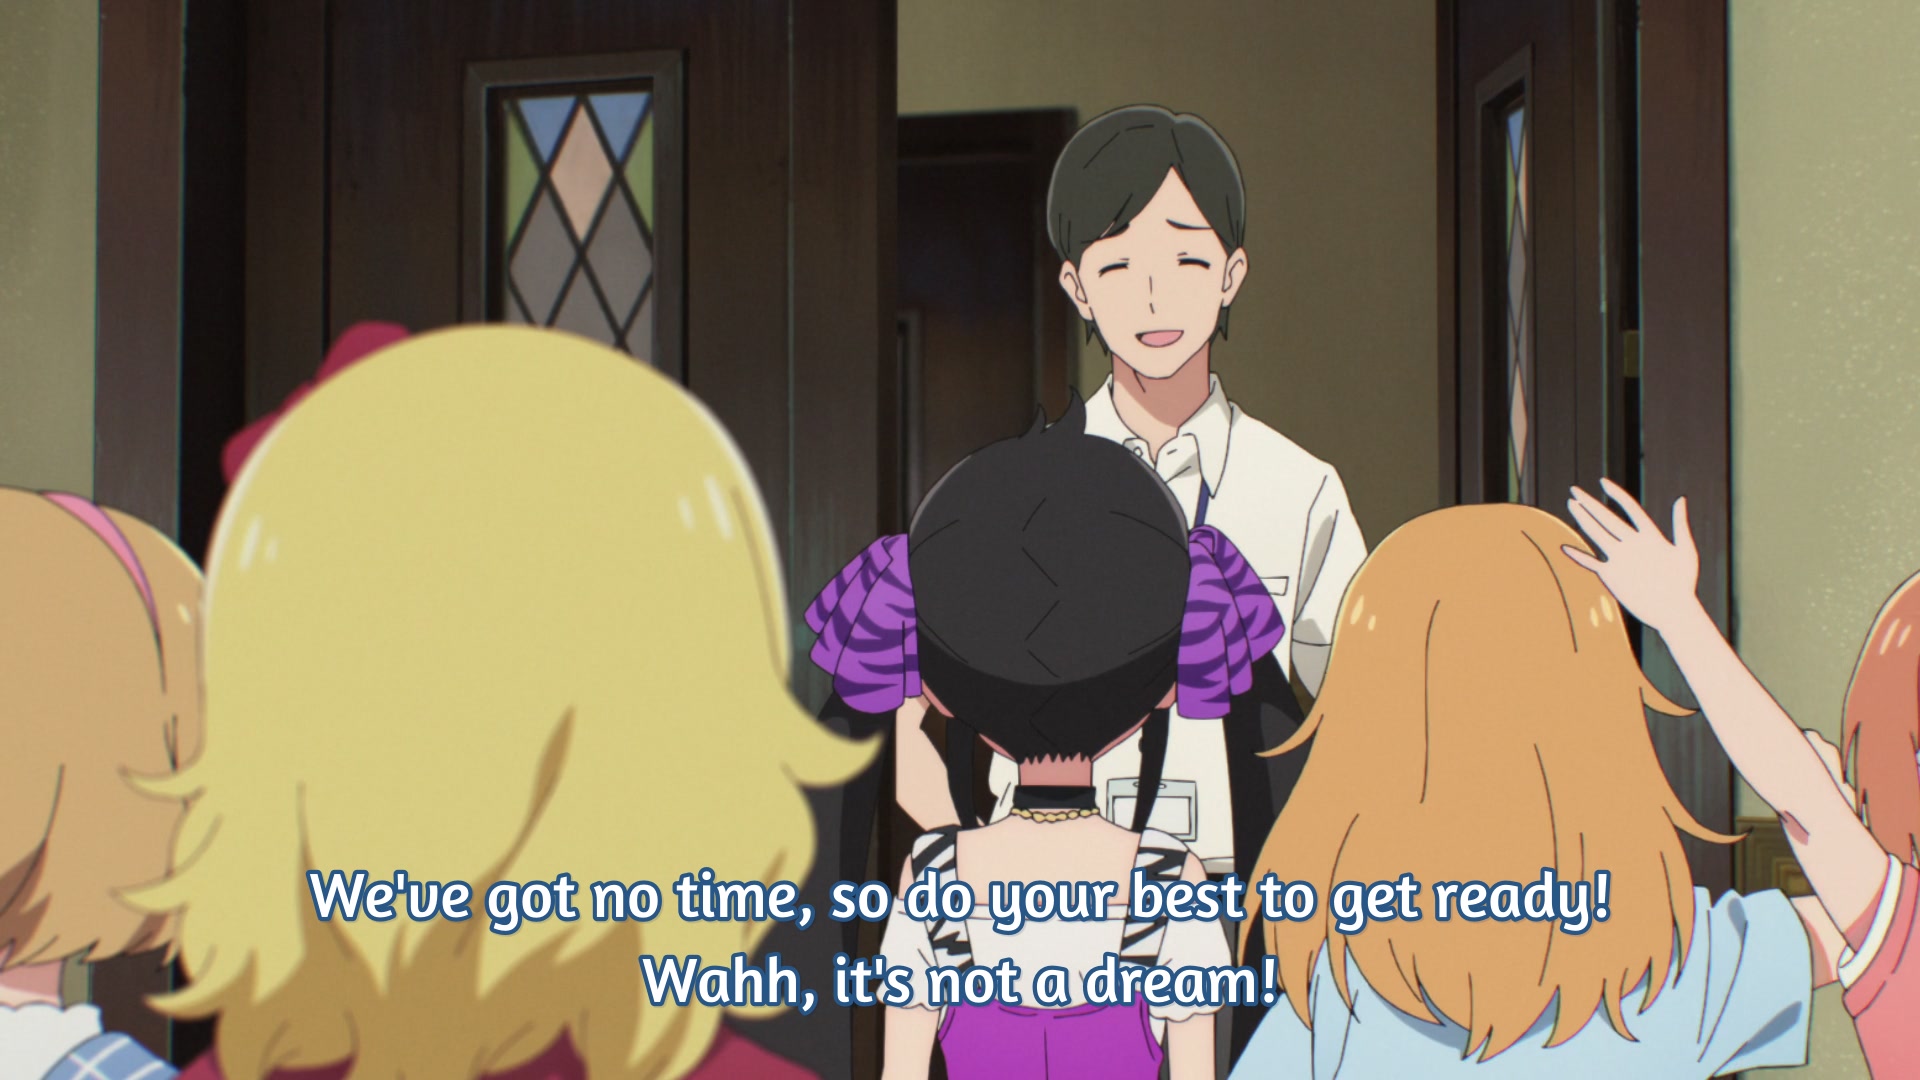 We've got no time, so do your best to get ready!
Wahh, it's not a dream!